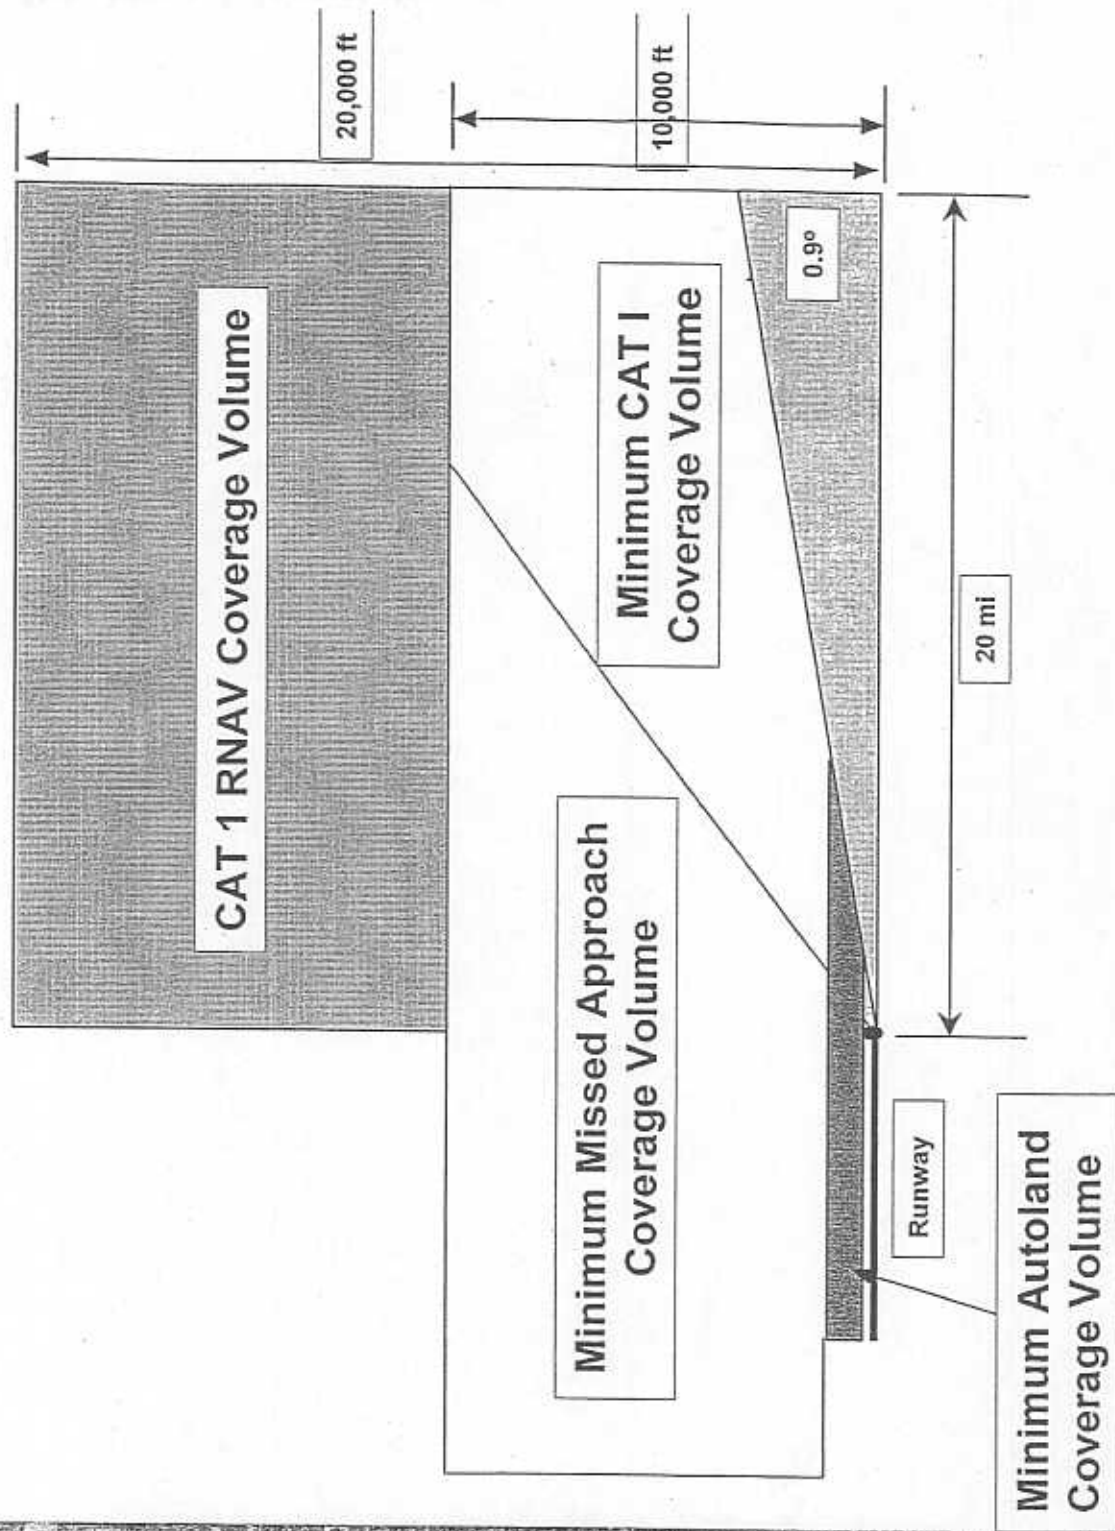 20,000 ft
CAT 1 RNAV Coverage Volume
10,000 ft
Minimum CAT I
Coverage Volume
0.9º
Minimum Missed Approach
Coverage Volume
20 mi
Runway
Minimum Autoland
Coverage Volume